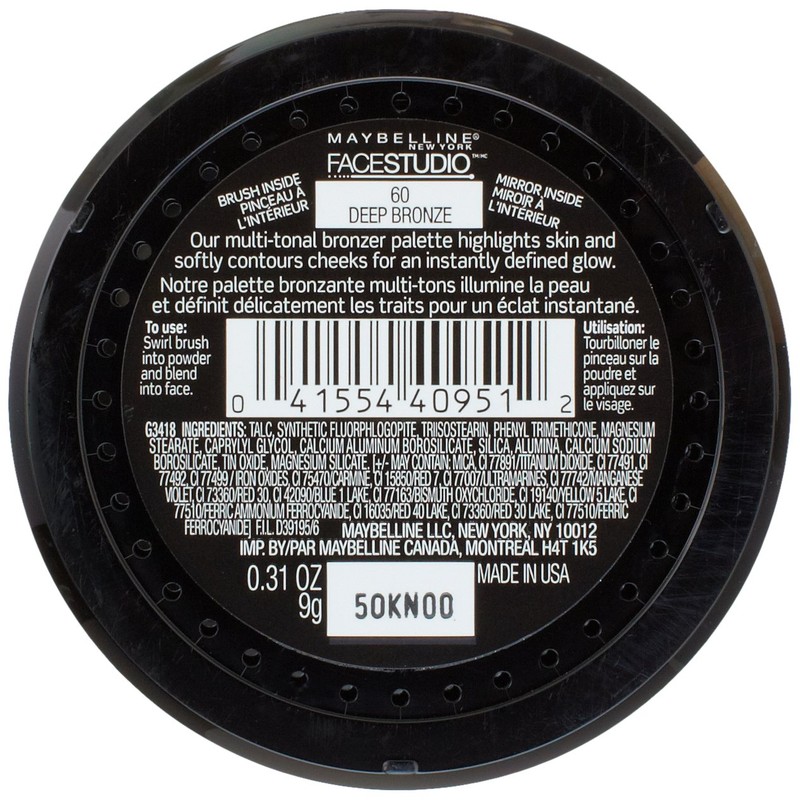 MAYBELLINE®
NEW YORK
FACESTUDIO™/MC
BRUSH INSIDE
PINCEAU À
L'INTÉRIEUR
60
DEEP BRONZE
MIRROR INSIDE
MIROIR À
L'INTÉRIEUR
Our multi-tonal bronzer palette highlights skin and
softly contours cheeks for an instantly defined glow.
Notre palette bronzante multi-tons illumine la peau
et définit délicatement les traits pour un éclat instantané.
To use:
Swirl brush
into powder
and blend
into face.
0 41554 40951 2
Utilisation:
Tourbilloner le
pinceau sur la
poudre et
appliquez sur
le visage.
G3418 INGREDIENTS: TALC, SYNTHETIC FLUORPHLOGOPITE, TRIISOSTEARIN, PHENYL TRIMETHICONE, MAGNESIUM
STEARATE, CAPRYLYL GLYCOL, CALCIUM ALUMINUM BOROSILICATE, SILICA, ALUMINA, CALCIUM SODIUM
BOROSILICATE, TIN OXIDE, MAGNESIUM SILICATE. [+/- MAY CONTAIN: MICA, CI 77891/TITANIUM DIOXIDE, CI 77491, CI
77492, CI 77499 / IRON OXIDES, CI 75470/CARMINE, CI 15850/RED 7, CI 77007/ULTRAMARINES, CI 77742/MANGANESE
VIOLET, CI 73360/RED 30, CI 42090/BLUE 1 LAKE, CI 77163/BISMUTH OXYCHLORIDE, CI 19140/YELLOW 5 LAKE, CI
77510/FERRIC AMMONIUM FERROCYANIDE, CI 16035/RED 40 LAKE, CI 73360/RED 30 LAKE, CI 77510/FERRIC
FERROCYANIDE] F.I.L. D39195/6 MAYBELLINE LLC, NEW YORK, NY 10012
IMP. BY/PAR MAYBELLINE CANADA, MONTRÉAL H4T 1K5
0.31 OZ
9g
50KN00
MADE IN USA